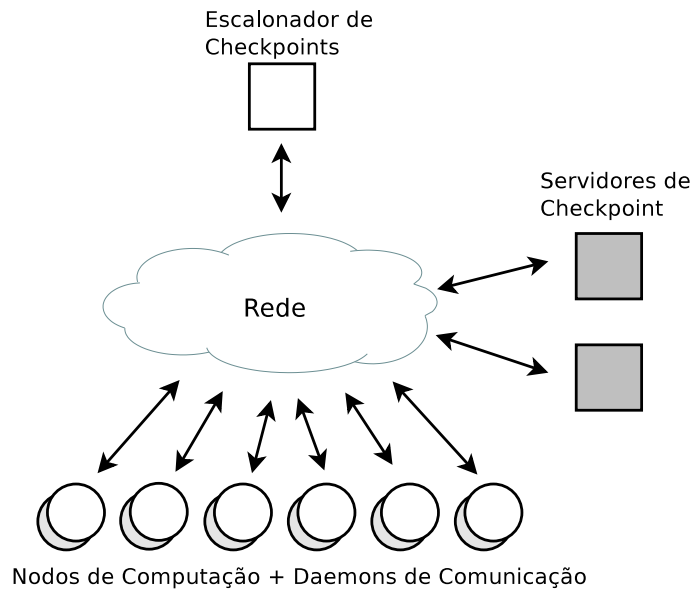 Escalonador de
Checkpoints
Servidores de
Checkpoint
Rede
Nodos de Computação + Daemons de Comunicação